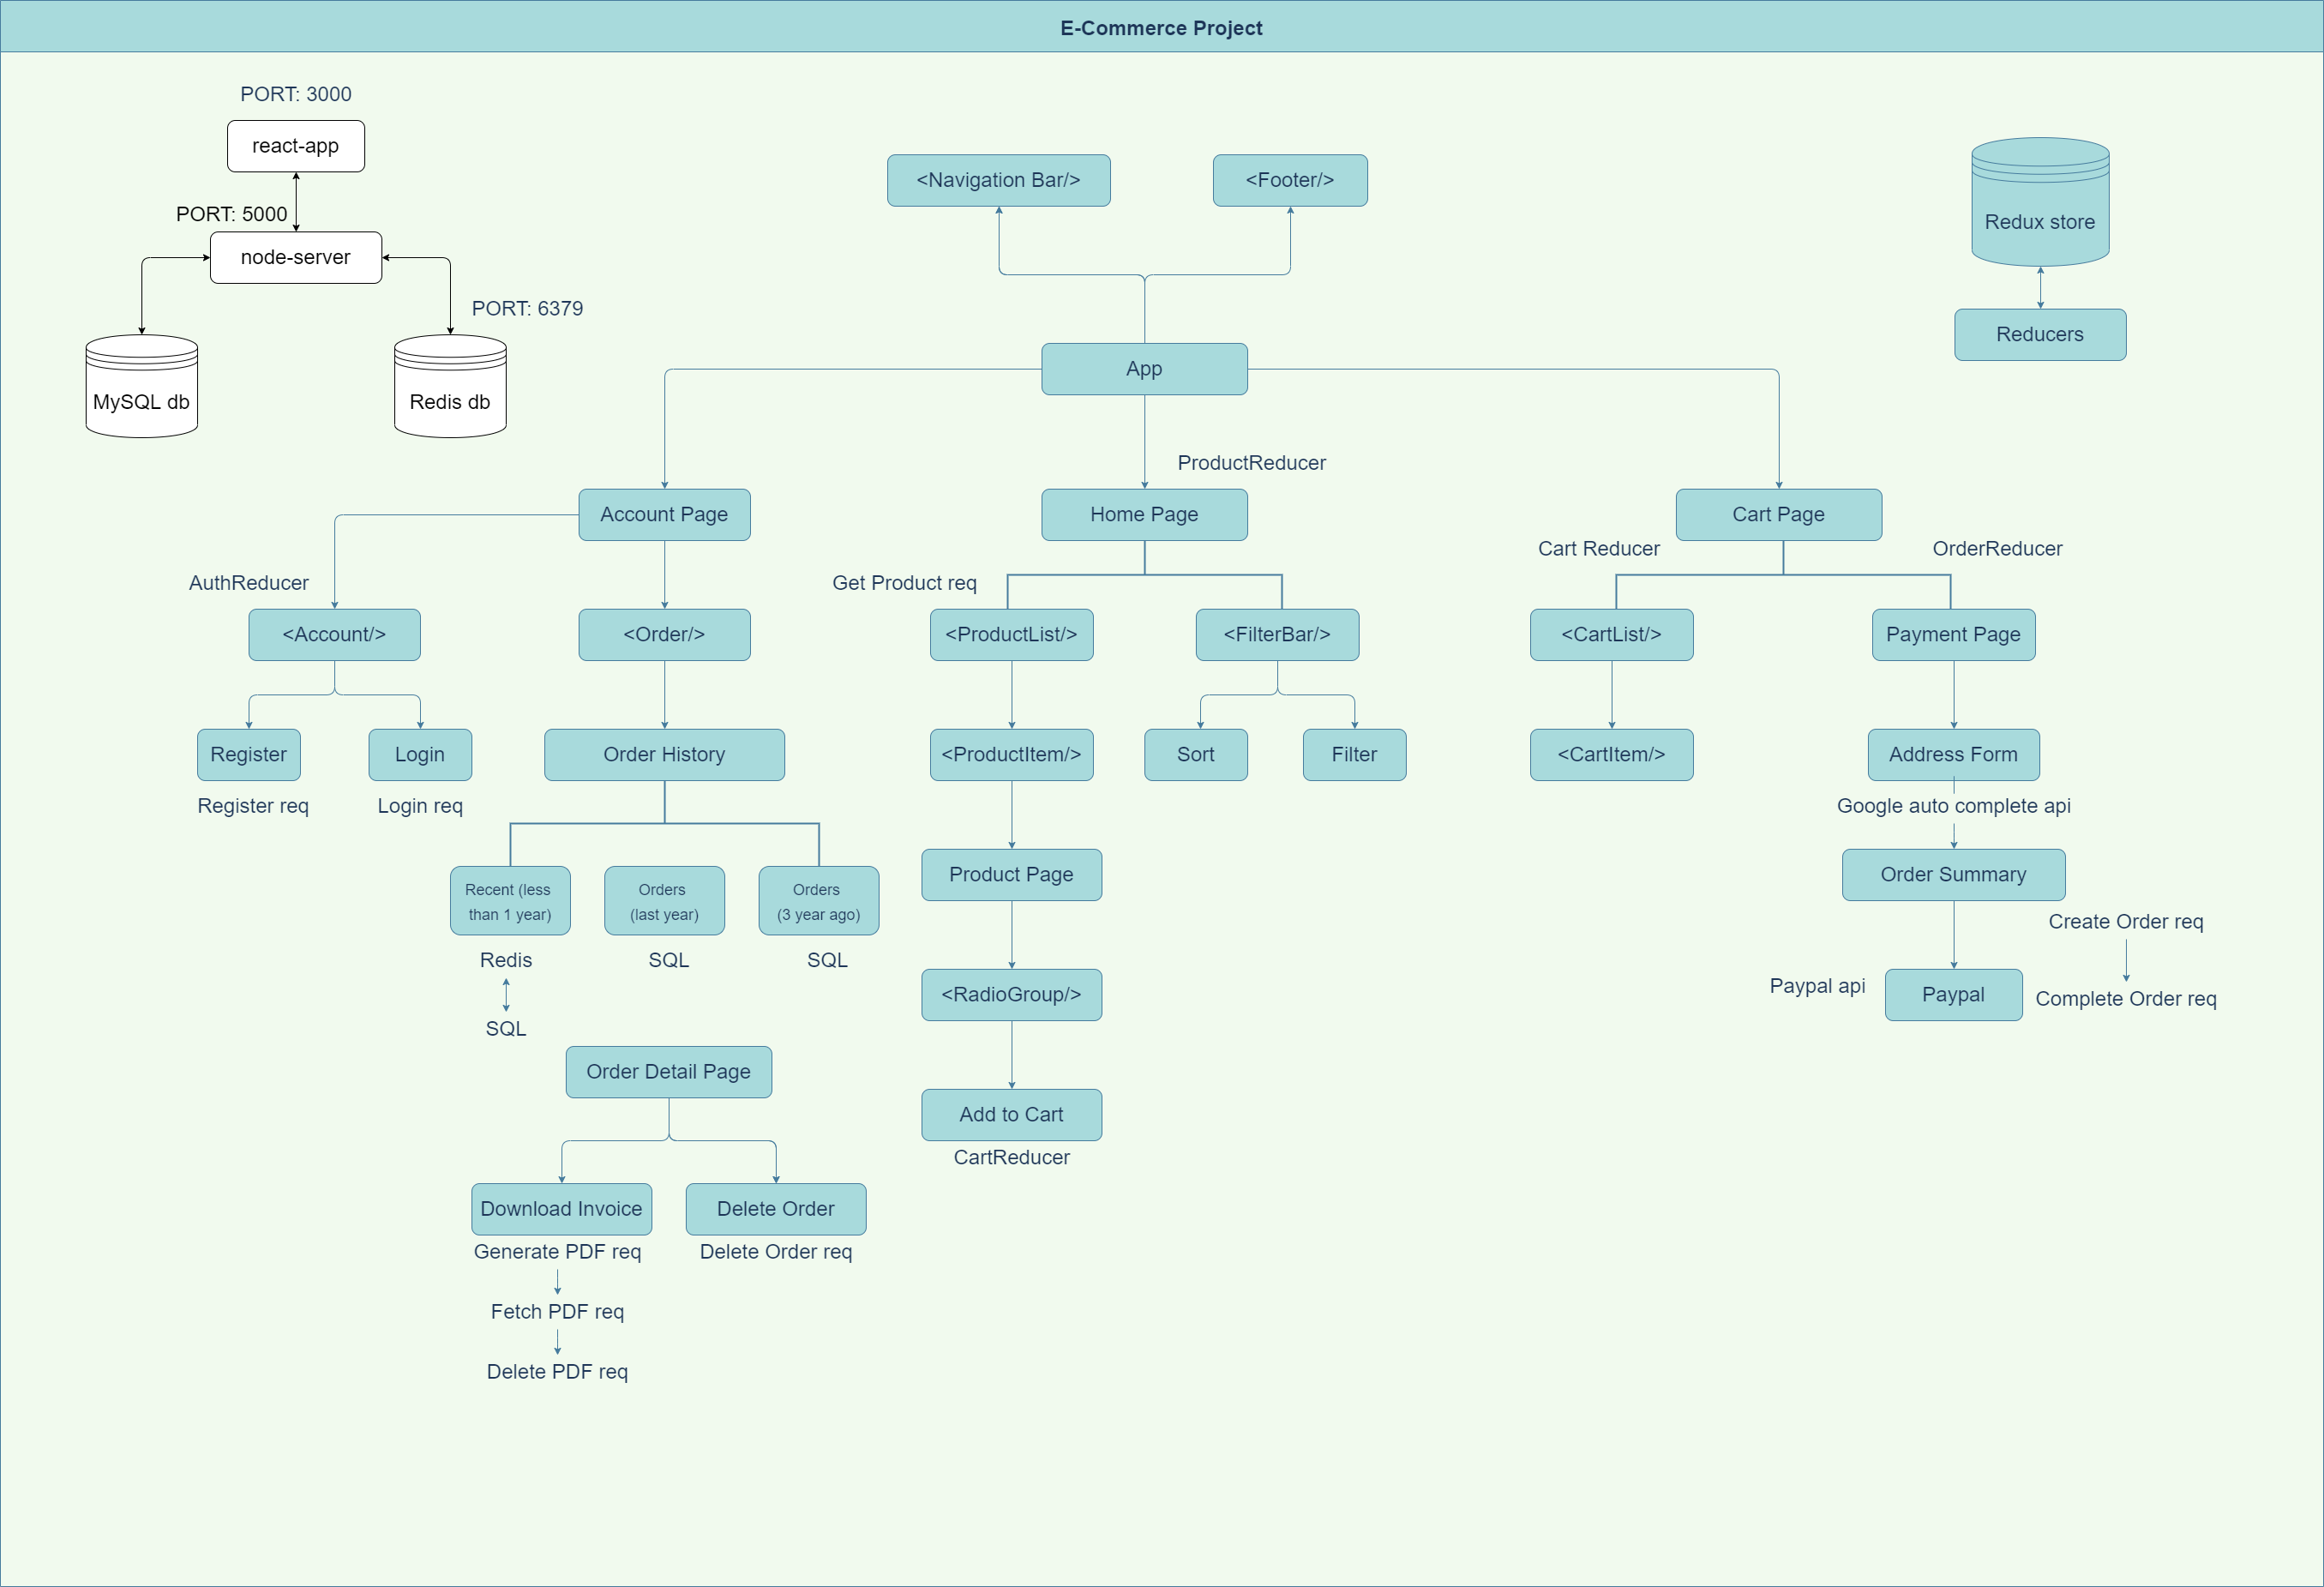 E-Commerce Project
PORT: 3000
react-app
PORT: 5000
node-server
PORT: 6379
MySQL db
Redis db
<Navigation Bar/>
<Footer/>
Redux store
Reducers
App
ProductReducer
Account Page
Home Page
Cart Page
Cart Reducer
OrderReducer
AuthReducer
Get Product req
<Account/>
<Order/>
<ProductList/>
<FilterBar/>
<CartList/>
Payment Page
Register
Login
Order History
<ProductItem/>
Sort
Filter
<CartItem/>
Address Form
Register req
Login req
Google auto complete api
Recent (less
than 1 year)
Orders
(last year)
Orders
(3 year ago)
Product Page
Order Summary
Create Order req
Redis
SQL
SQL
SQL
<RadioGroup/>
Paypal api
Paypal
Complete Order req
Order Detail Page
Add to Cart
CartReducer
Download Invoice
Delete Order
Generate PDF req
Delete Order req
Fetch PDF req
Delete PDF req